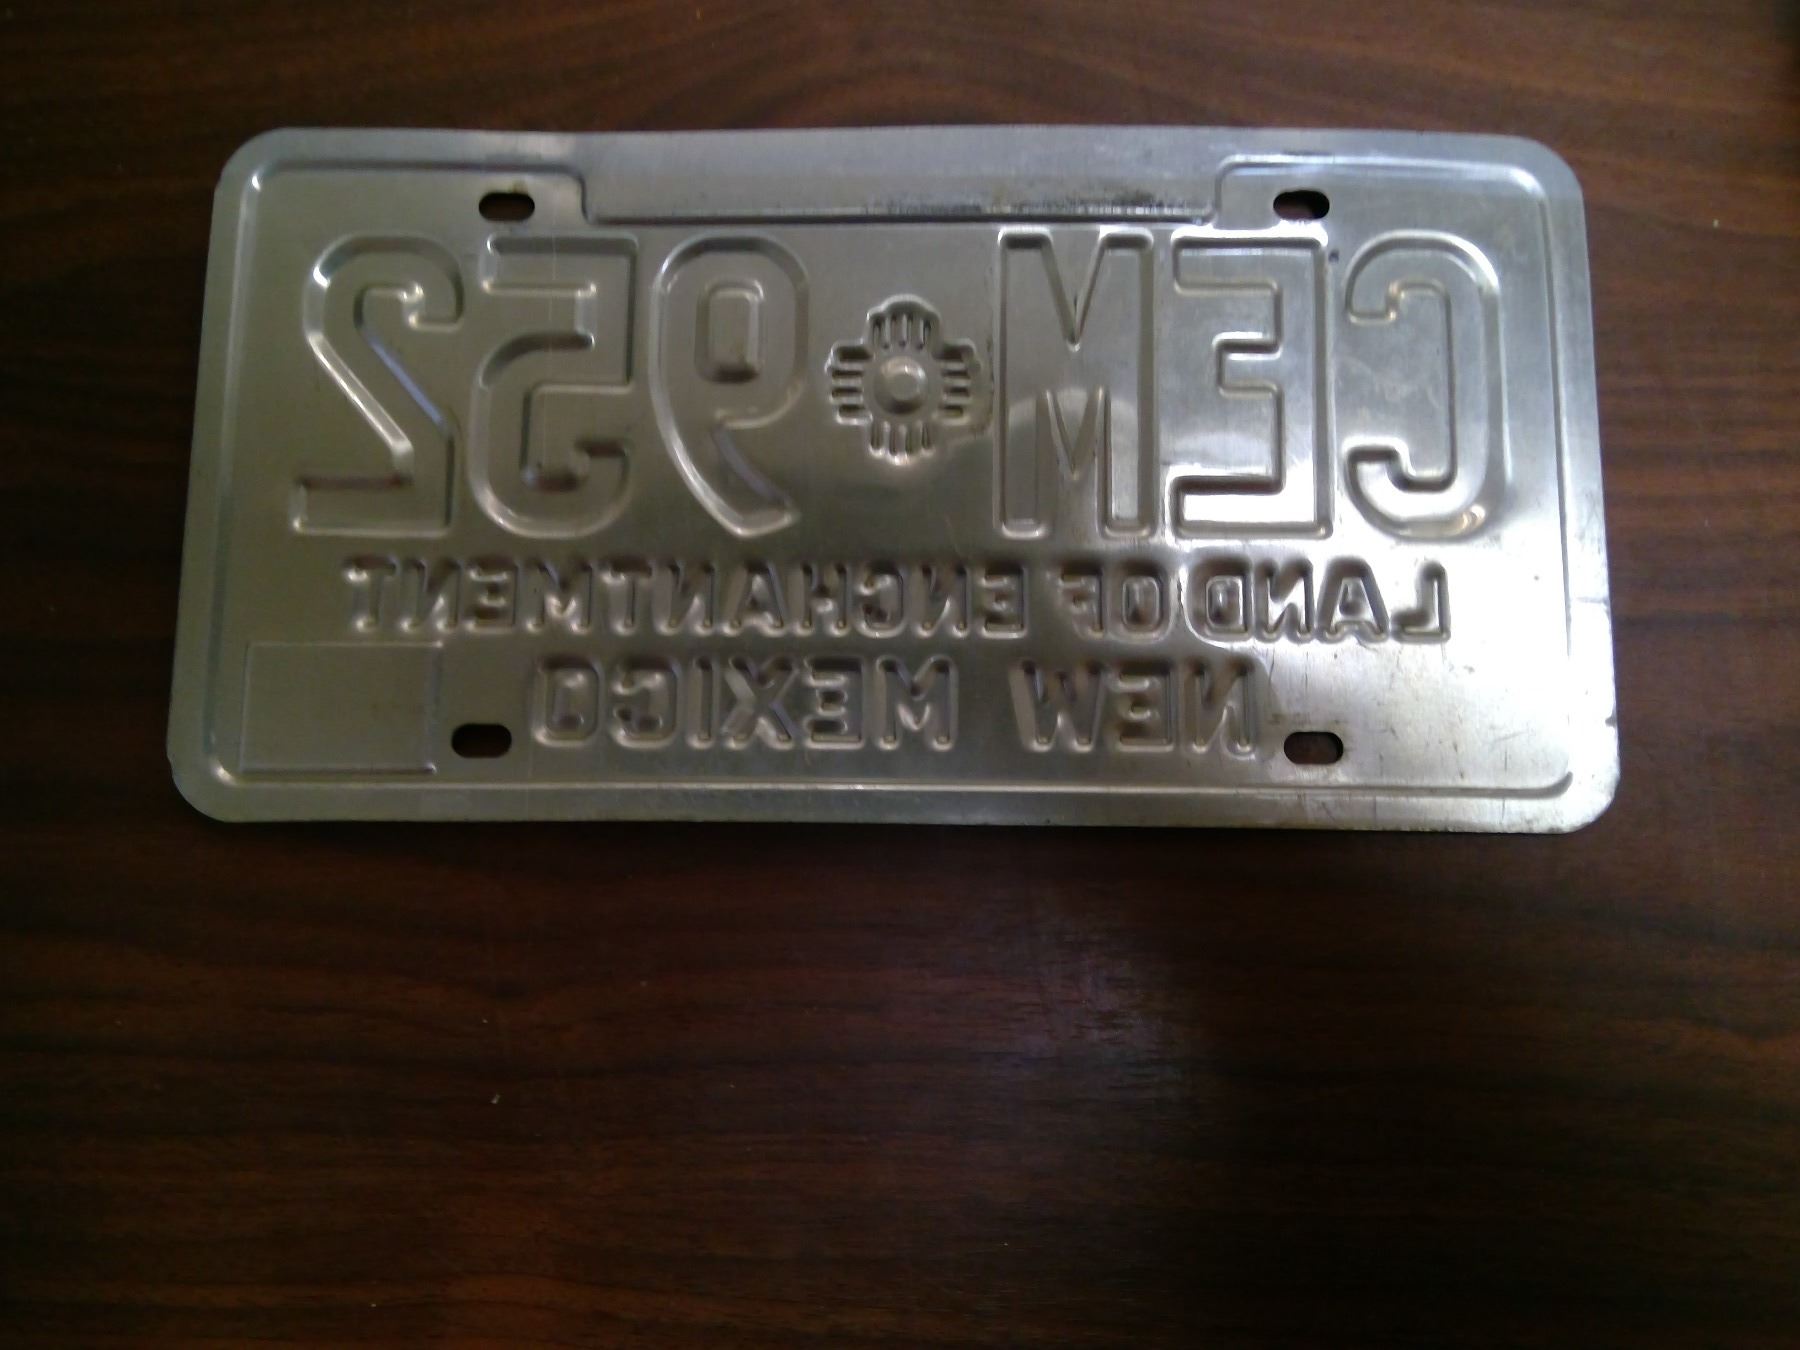 CEM 952
LAND OF ENCHANTMENT
NEW MEXICO